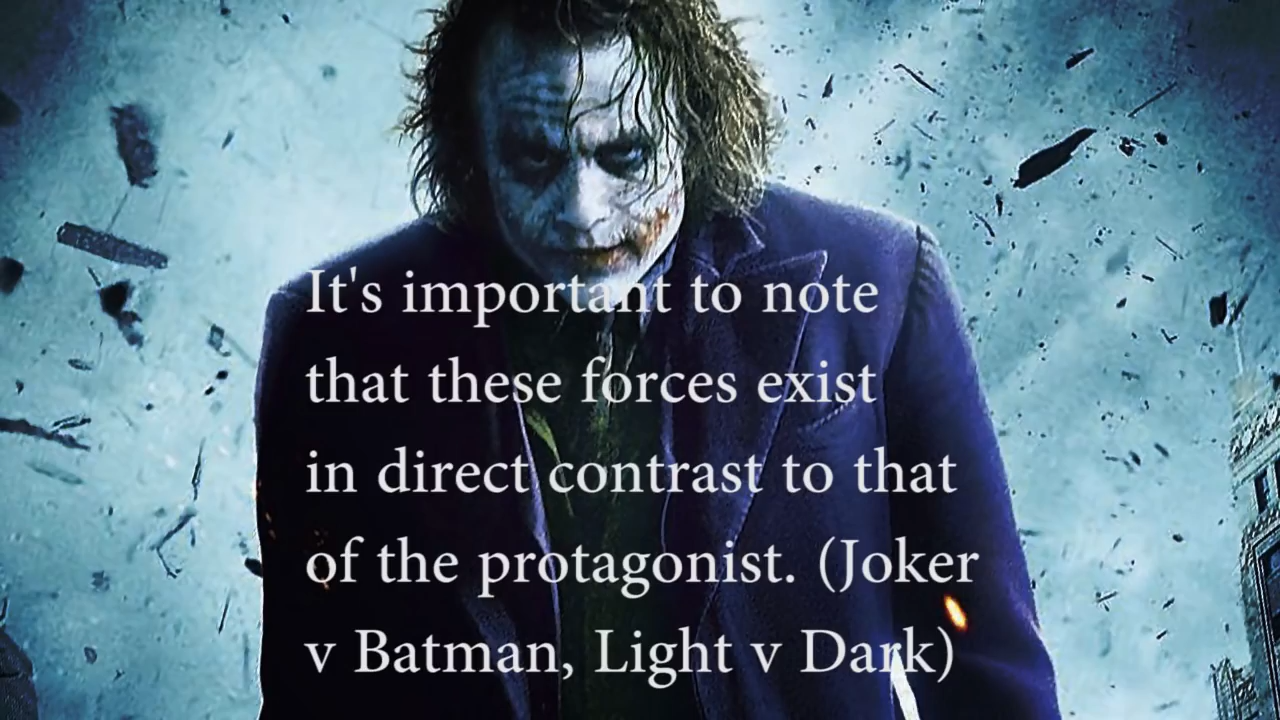 It's important to note
that these forces exist
in direct contrast to that
of the protagonist. (Joker
v Batman, Light v Dark)